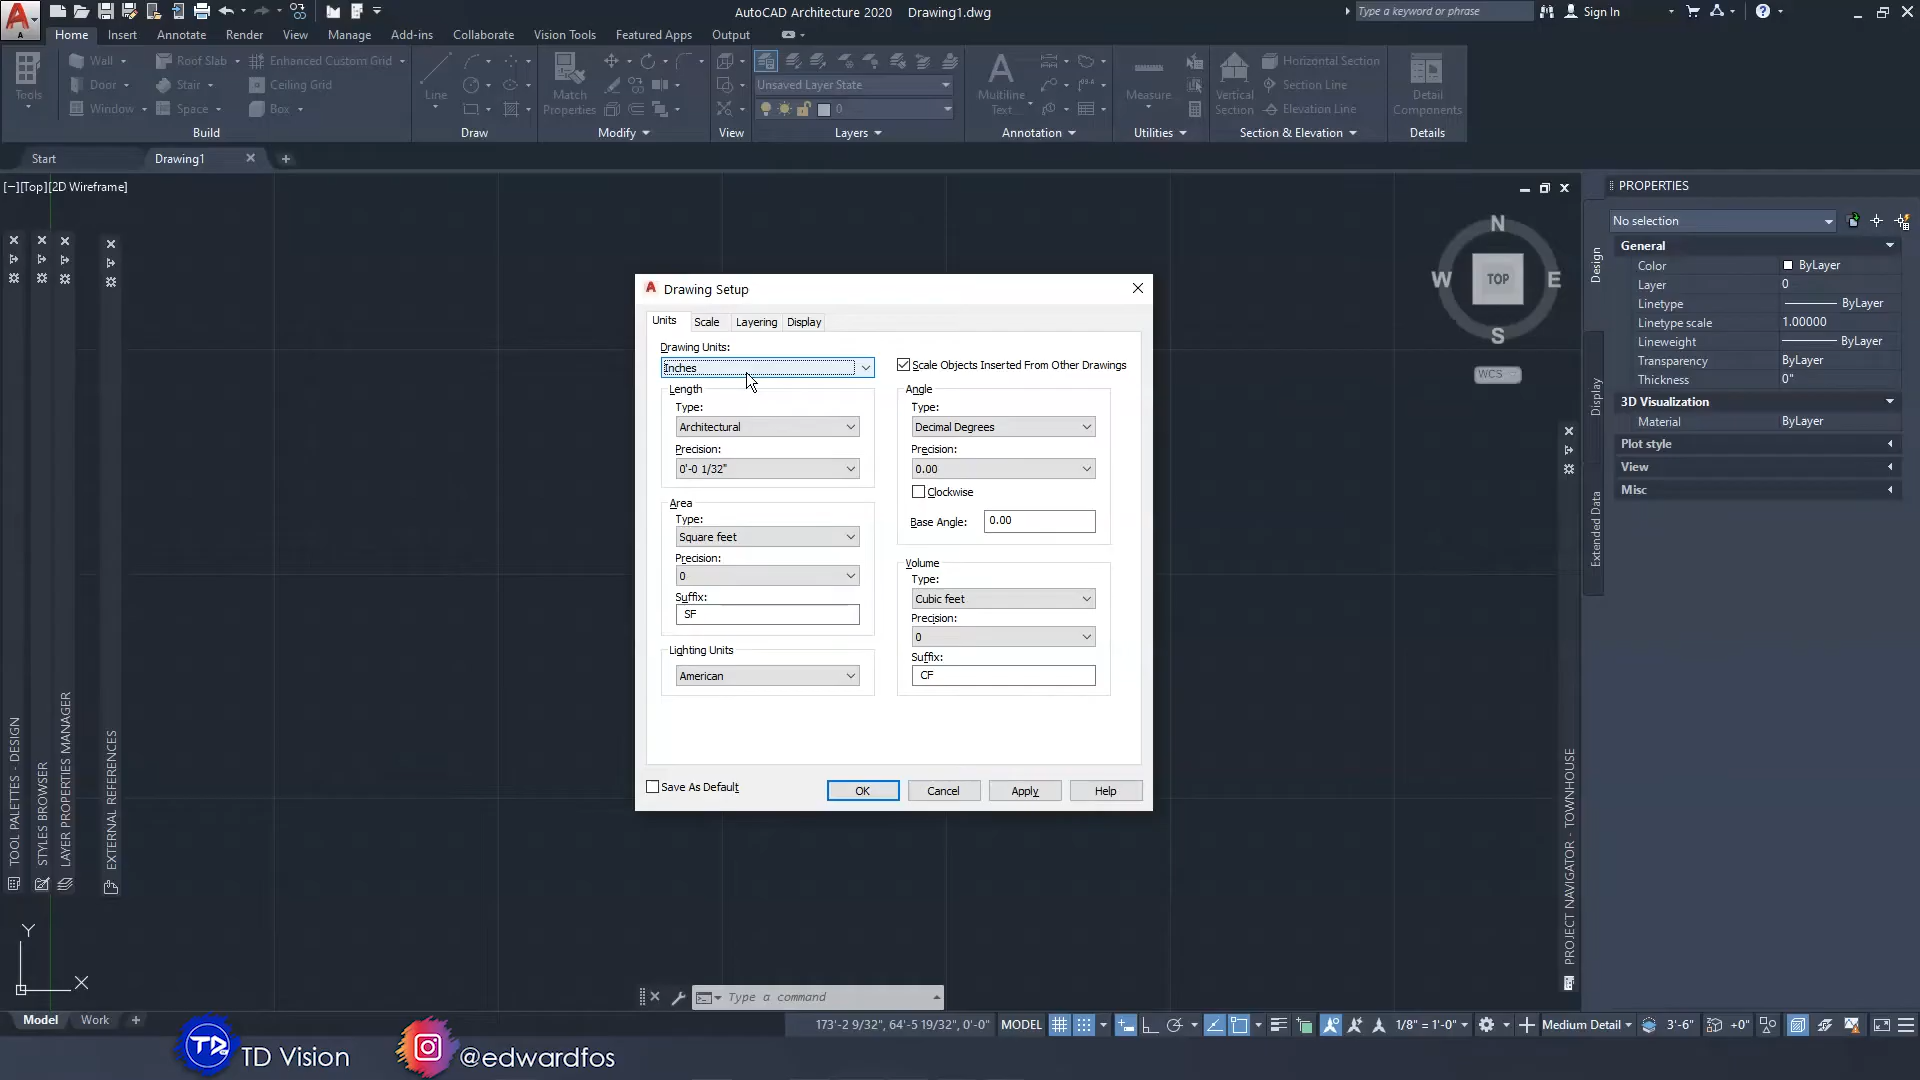 AutoCAD Architecture 2020 Drawing1.dwg
Type a keyword or phrase
Sign In
Home Insert Annotate Render View Manage Add-ins Collaborate Vision Tools Featured Apps Output
Tools
Wall
Door
Window
Roof Slab
Stair
Space
Enhanced Custom Grid
Ceiling Grid
Box
Build
Line
Draw
Match
Properties
Modify
View
Unsaved Layer State
0
Layers
Multiline
Text
Annotation
Measure
Utilities
Vertical
Section
Horizontal Section
Section Line
Elevation Line
Section & Elevation
Detail
Components
Details
Start
Drawing1
[−][Top][2D Wireframe]
N
W
TOP
E
S
WCS
TOOL PALETTES - DESIGN
STYLES BROWSER
LAYER PROPERTIES MANAGER
EXTERNAL REFERENCES
Drawing Setup
Units Scale Layering Display
Drawing Units:
Inches
Scale Objects Inserted From Other Drawings
Length
Type:
Architectural
Precision:
0'-0 1/32"
Angle
Type:
Decimal Degrees
Precision:
0.00
Clockwise
Base Angle: 0.00
Area
Type:
Square feet
Precision:
0
Suffix:
SF
Volume
Type:
Cubic feet
Precision:
0
Suffix:
CF
Lighting Units
American
Save As Default
OK Cancel Apply Help
PROPERTIES
No selection
Design
Display
Extended Data
General
Color ByLayer
Layer 0
Linetype ByLayer
Linetype scale 1.00000
Lineweight ByLayer
Transparency ByLayer
Thickness 0"
3D Visualization
Material ByLayer
Plot style
View
Misc
PROJECT NAVIGATOR - TOWNHOUSE
Y
X
Type a command
Model Work
173'-2 9/32", 64'-5 19/32", 0'-0" MODEL 1/8" = 1'-0" Medium Detail 3'-6" +0"
TD Vision
@edwardfos